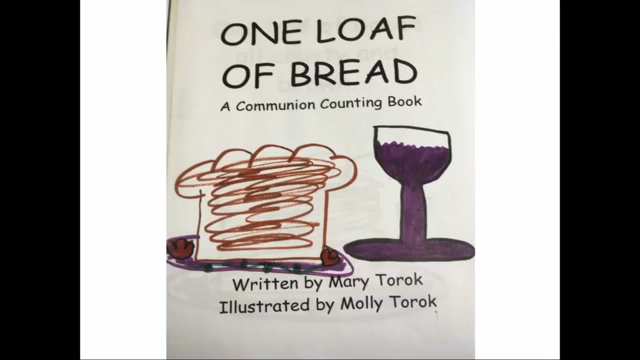 ONE LOAF
OF BREAD
A Communion Counting Book
Written by Mary Torok
Illustrated by Molly Torok